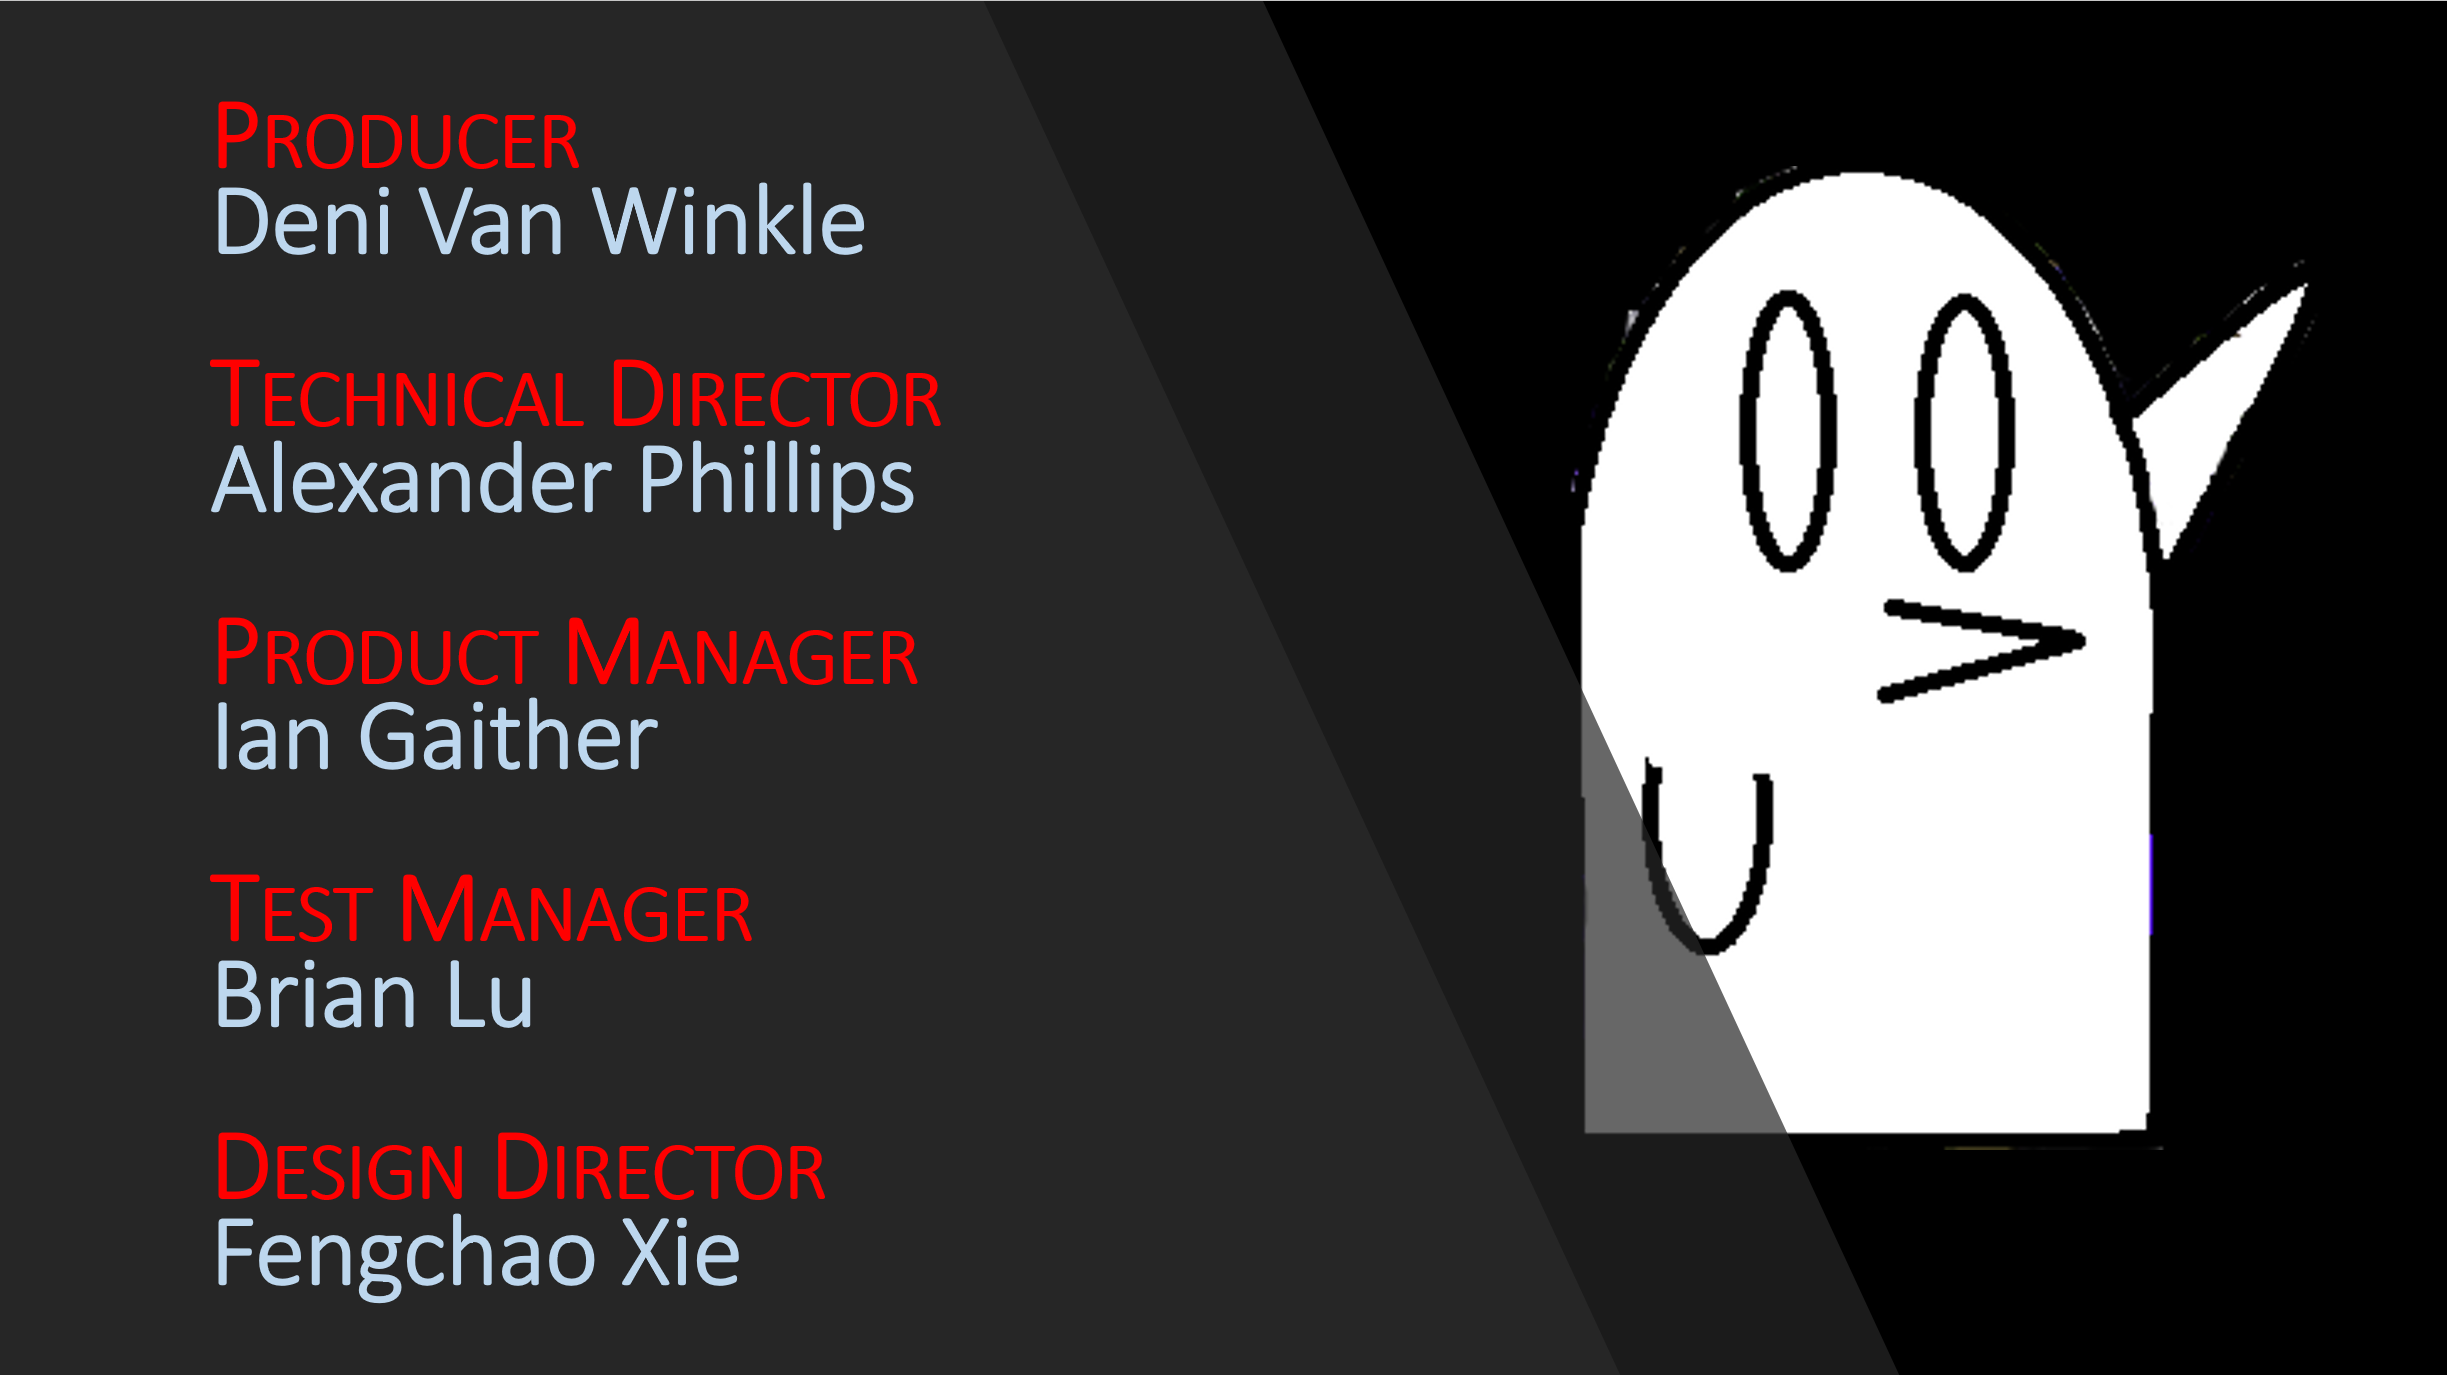 Producer
Deni Van Winkle
Technical Director
Alexander Phillips
Product Manager
Ian Gaither
Test Manager
Brian Lu
Design Director
Fengchao Xie